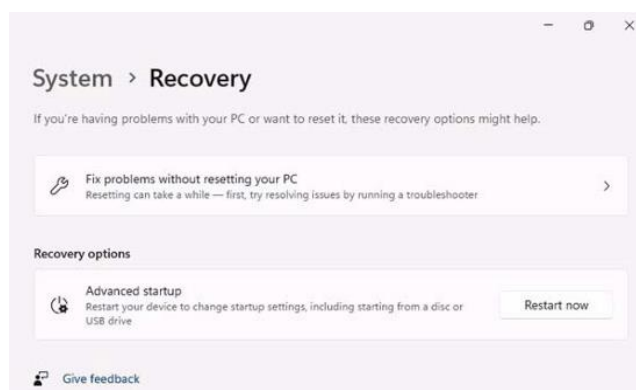 System > Recovery
If you're having problems with your PC or want to reset it, these recovery options might help.
Fix problems without resetting your PC
Resetting can take a while — first, try resolving issues by running a troubleshooter
Recovery options
Advanced startup
Restart your device to change startup settings, including starting from a disc or
USB drive
Restart now
Give feedback